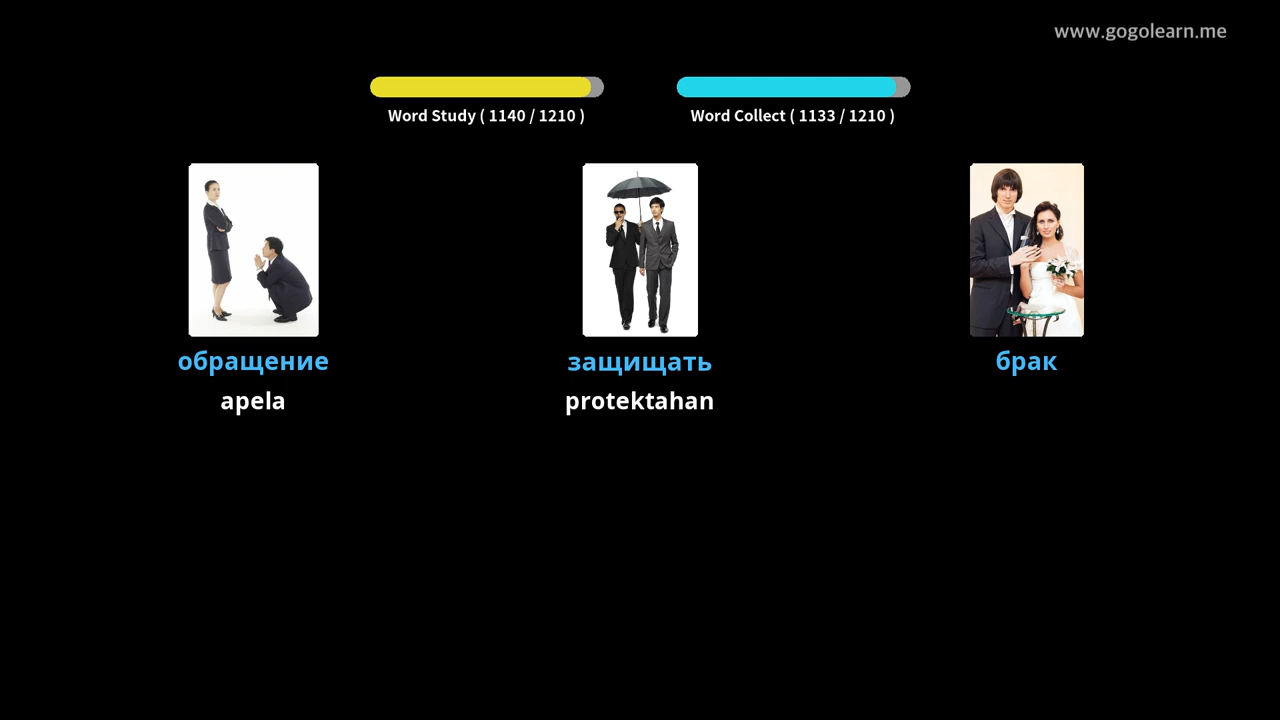 www.gogolearn.me
Word Study ( 1140 / 1210 )
Word Collect ( 1133 / 1210 )
обращение
защищать
брак
apela
protektahan